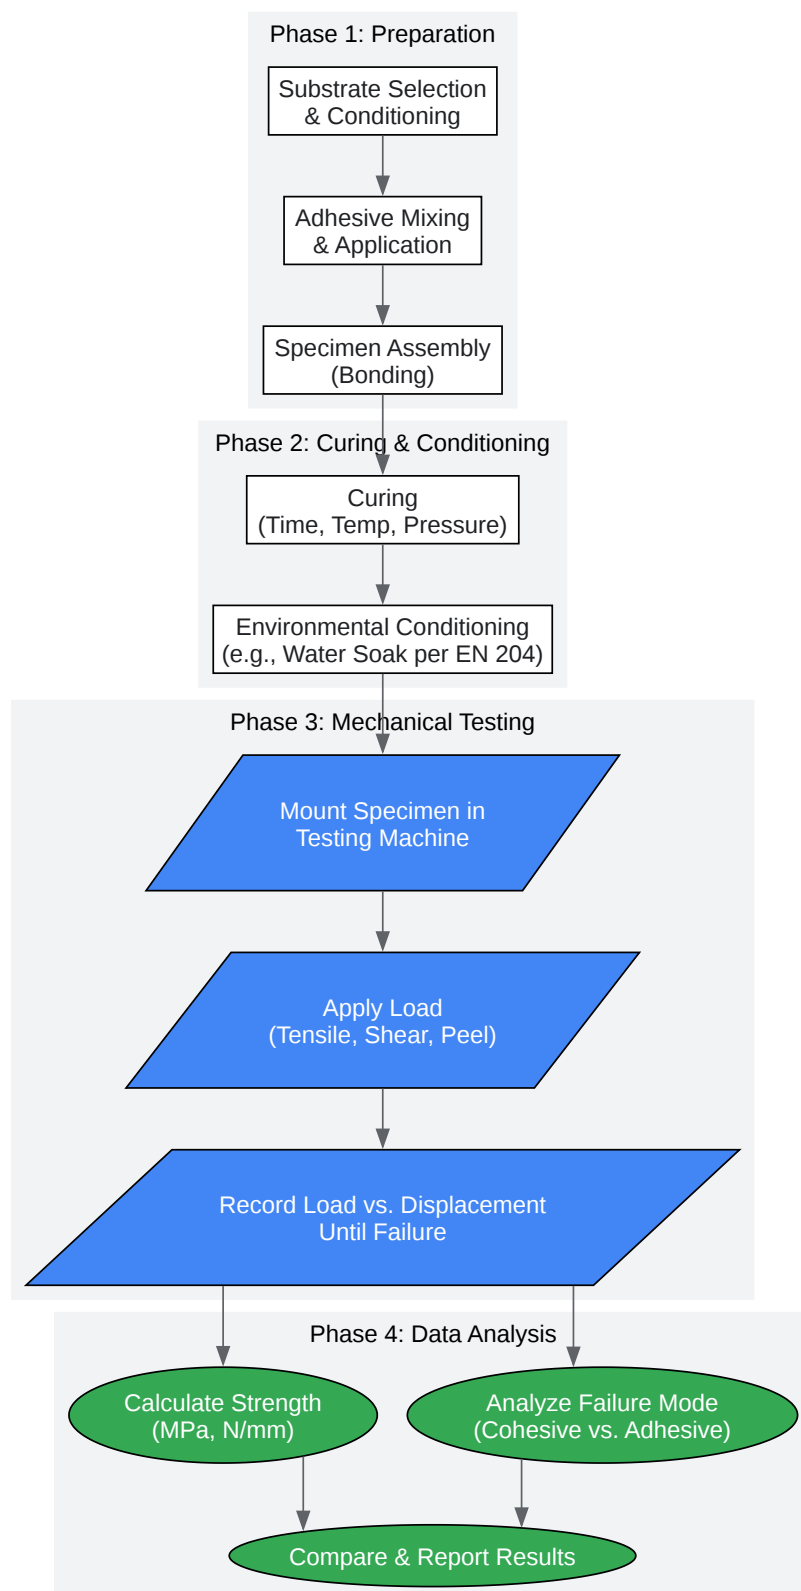 Phase 1: Preparation
Substrate Selection
& Conditioning
Adhesive Mixing
& Application
Specimen Assembly
(Bonding)
Phase 2: Curing & Conditioning
Curing
(Time, Temp, Pressure)
Environmental Conditioning
(e.g., Water Soak per EN 204)
Phase 3: Mechanical Testing
Mount Specimen in
Testing Machine
Apply Load
(Tensile, Shear, Peel)
Record Load vs. Displacement
Until Failure
Phase 4: Data Analysis
Calculate Strength
(MPa, N/mm)
Analyze Failure Mode
(Cohesive vs. Adhesive)
Compare & Report Results